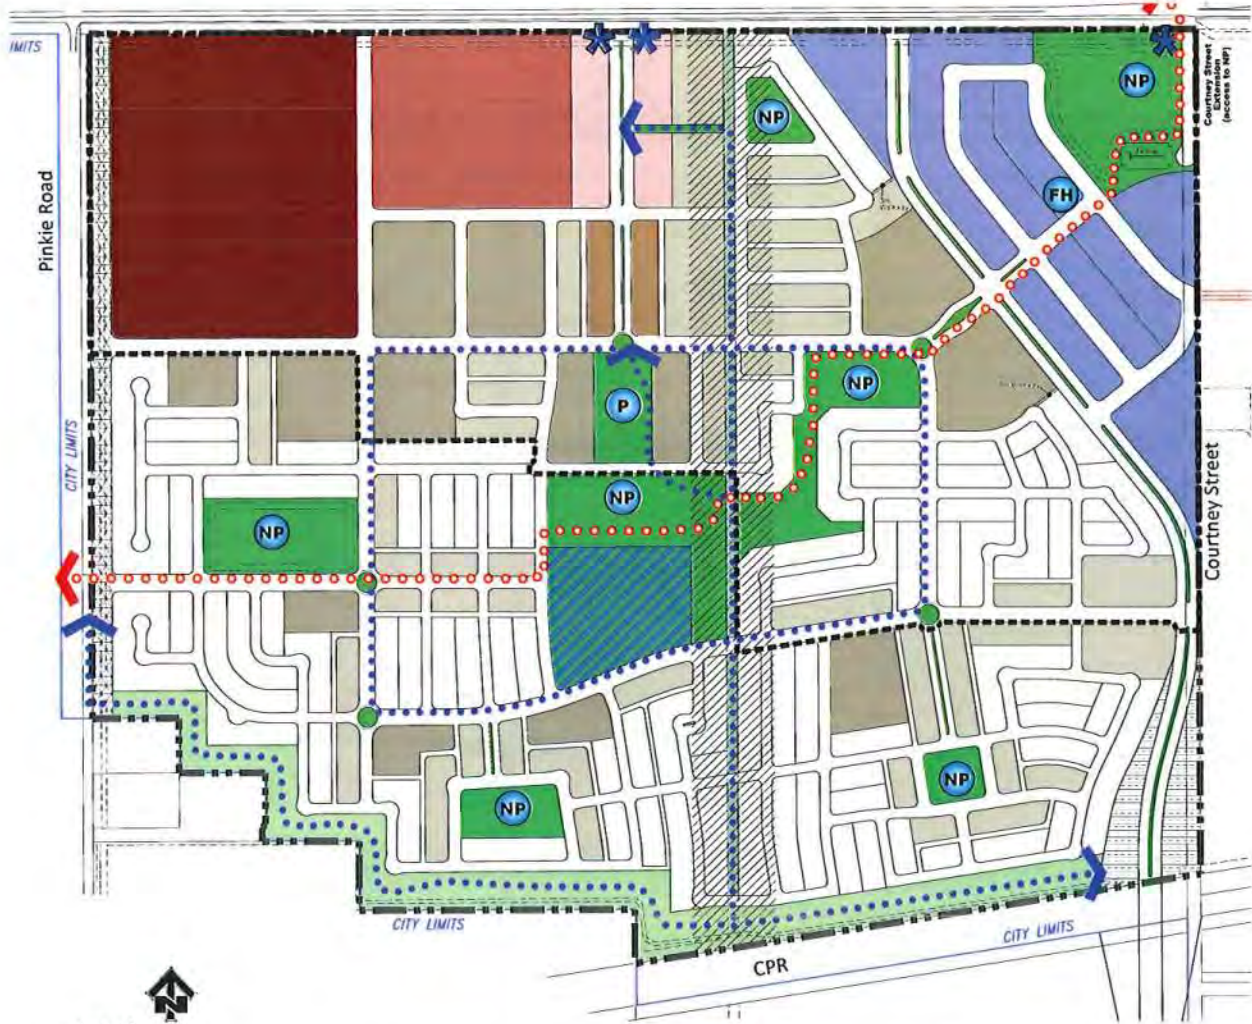 IMITS
Courtney Street
Extension
(access to NP)
NP
NP
Pinkie Road
FH
P
NP
CITY LIMITS
NP
NP
Courtney Street
NP
NP
CITY LIMITS
CITY LIMITS
CPR
N